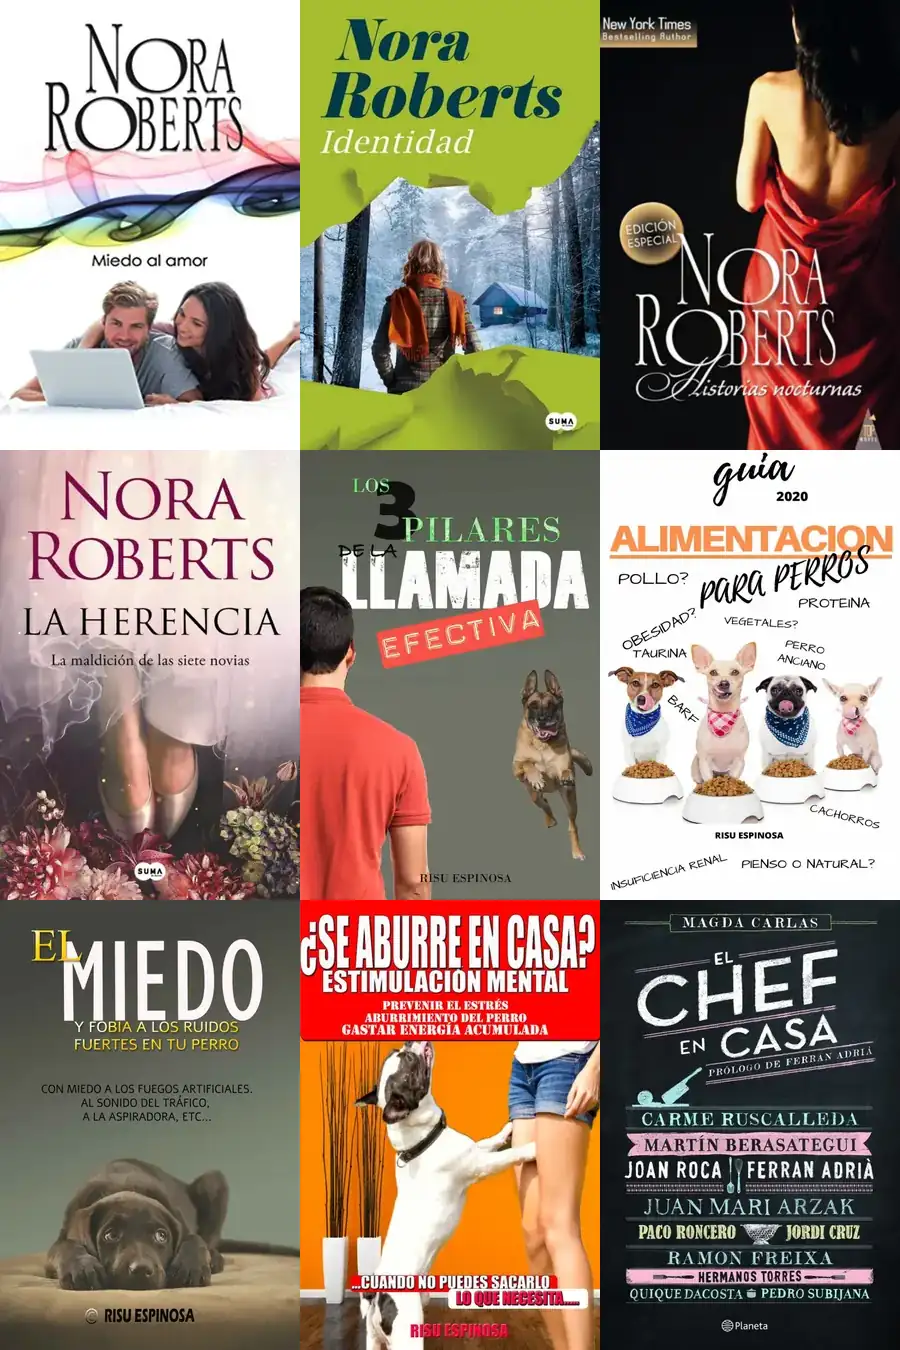 NORA
ROBERTS
Miedo al amor
Nora
Roberts
Identidad
SUMA
New York Times
Bestselling Author
EDICIÓN
ESPECIAL
NORA
ROBERTS
Historias nocturnas
TOP
NOVEL
NORA
ROBERTS
LA HERENCIA
La maldición de las siete novias
SUMA
LOS
3
PILARES
DE LA
LLAMADA
EFECTIVA
RISU ESPINOSA
guía
2020
ALIMENTACION
PARA PERROS
POLLO?
PROTEINA
OBESIDAD?
VEGETALES?
TAURINA
PERRO
ANCIANO
BARF
CACHORROS
RISU ESPINOSA
INSUFICIENCIA RENAL
PIENSO O NATURAL?
EL
MIEDO
Y FOBIA A LOS RUIDOS
FUERTES EN TU PERRO
CON MIEDO A LOS FUEGOS ARTIFICIALES.
AL SONIDO DEL TRÁFICO,
A LA ASPIRADORA, ETC...
© RISU ESPINOSA
¿SE ABURRE EN CASA?
ESTIMULACIÓN MENTAL
PREVENIR EL ESTRÉS
ABURRIMIENTO DEL PERRO
GASTAR ENERGÍA ACUMULADA
...CUANDO NO PUEDES SACARLO
LO QUE NECESITA.....
RISU ESPINOSA
MAGDA CARLAS
EL
CHEF
EN CASA
PRÓLOGO DE FERRAN ADRIÁ
CARME RUSCALLEDA
MARTÍN BERASATEGUI
JOAN ROCA FERRAN ADRIÀ
JUAN MARI ARZAK
PACO RONCERO JORDI CRUZ
RAMON FREIXA
HERMANOS TORRES
QUIQUE DACOSTA PEDRO SUBIJANA
Planeta